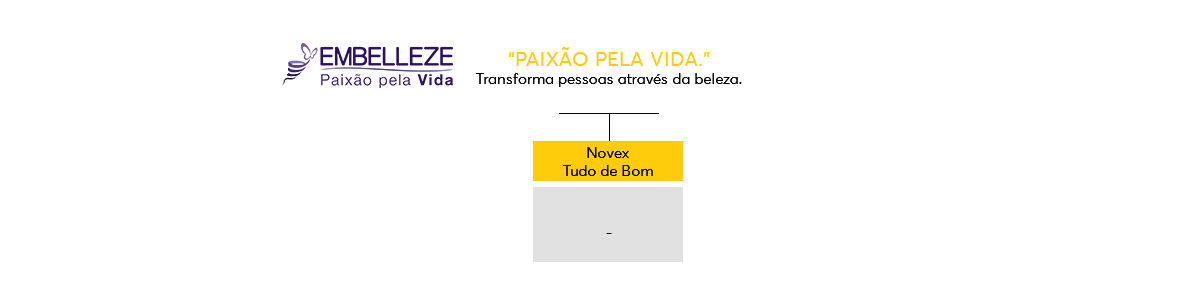 EMBELLEZE
Paixão pela Vida
“PAIXÃO PELA VIDA.”
Transforma pessoas através da beleza.
Novex
Tudo de Bom
-